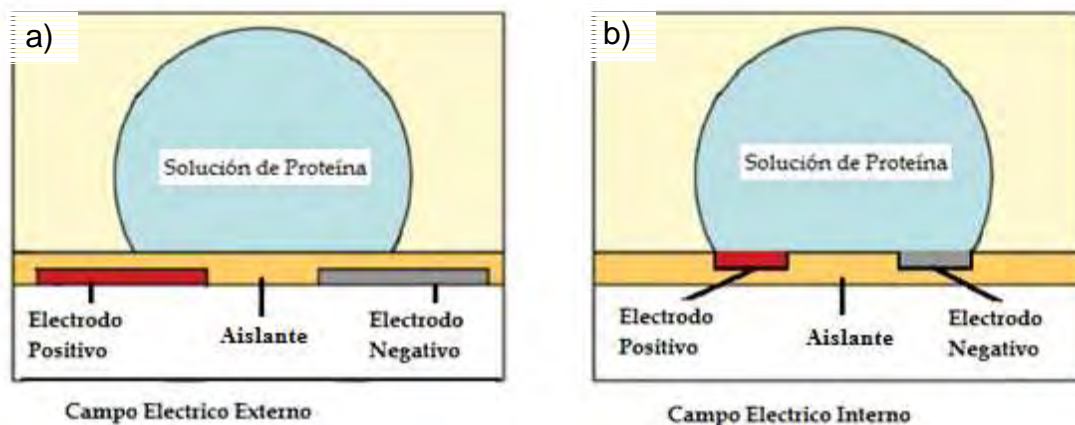 a)
Solución de Proteína
Electrodo
Positivo
Aislante
Electrodo
Negativo
Campo Electrico Externo
b)
Solución de Proteína
Electrodo
Positivo
Aislante
Electrodo
Negativo
Campo Electrico Interno